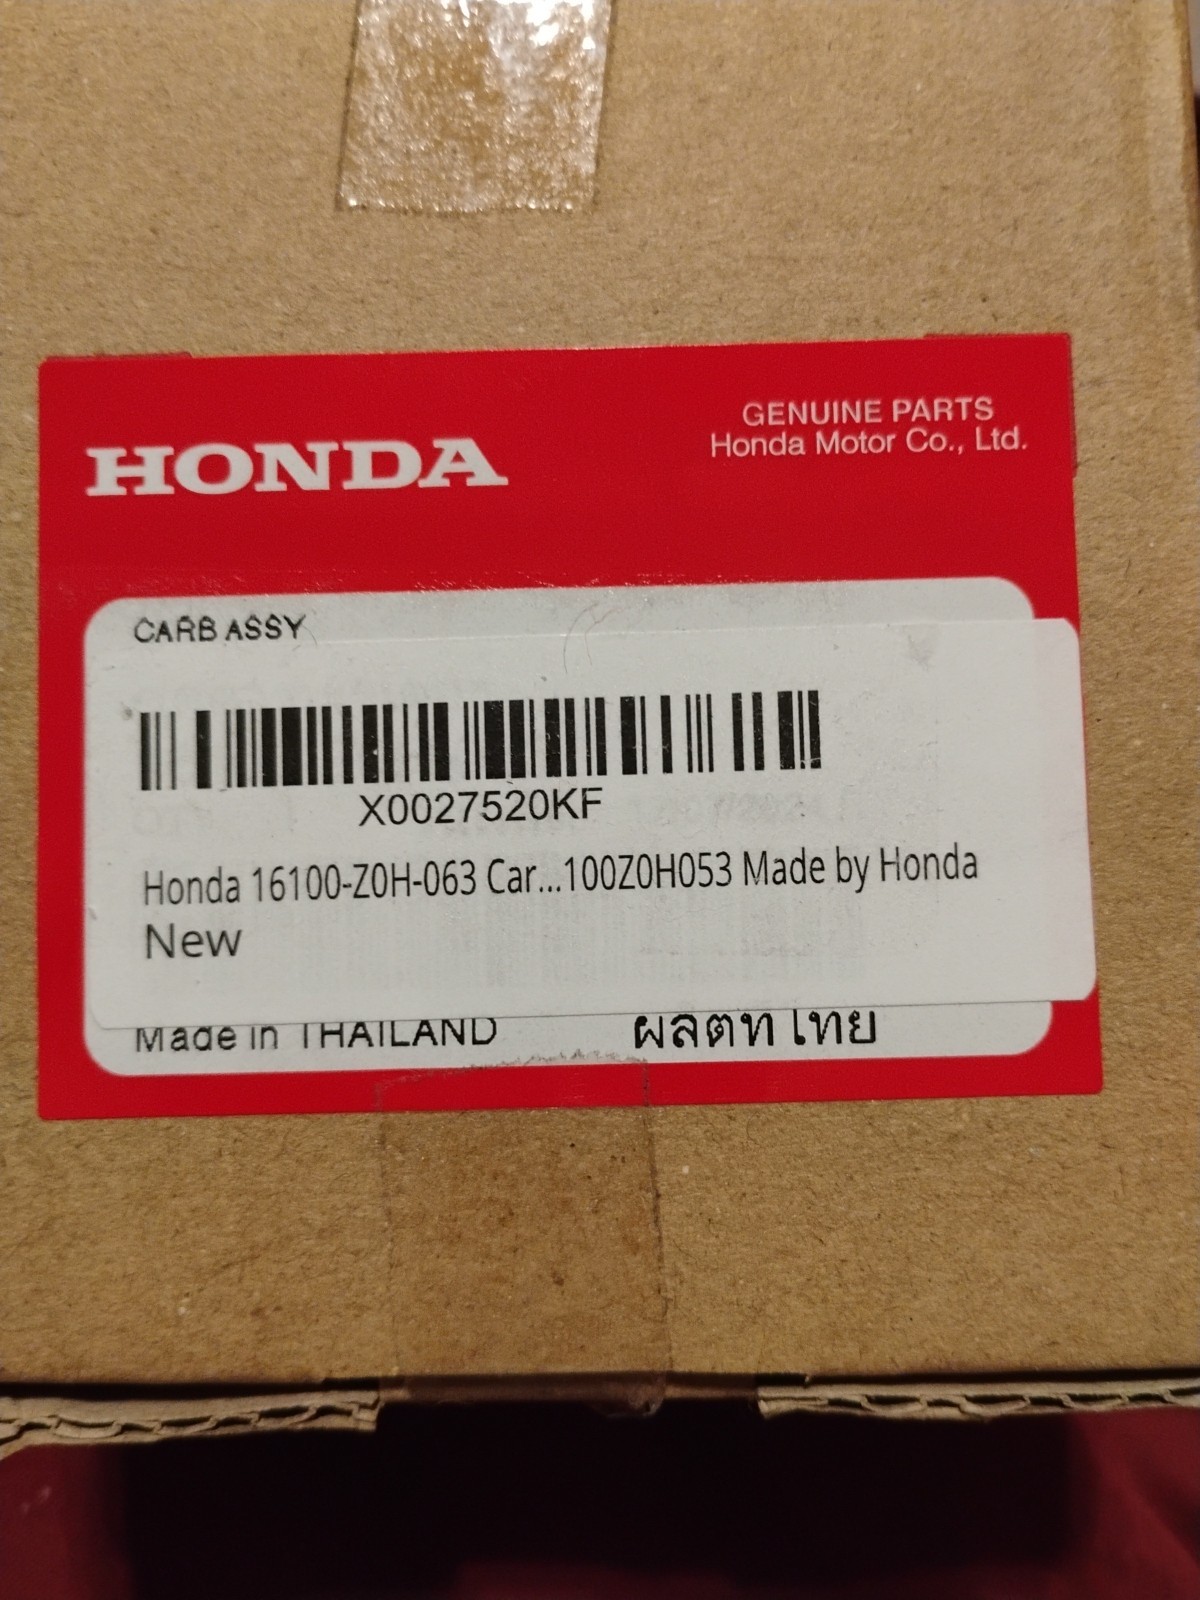 HONDA
GENUINE PARTS
Honda Motor Co., Ltd.
CARB ASSY
X0027520KF
Honda 16100-Z0H-063 Car...100Z0H053 Made by Honda
New
Made in THAILAND ผลิตที่ไทย